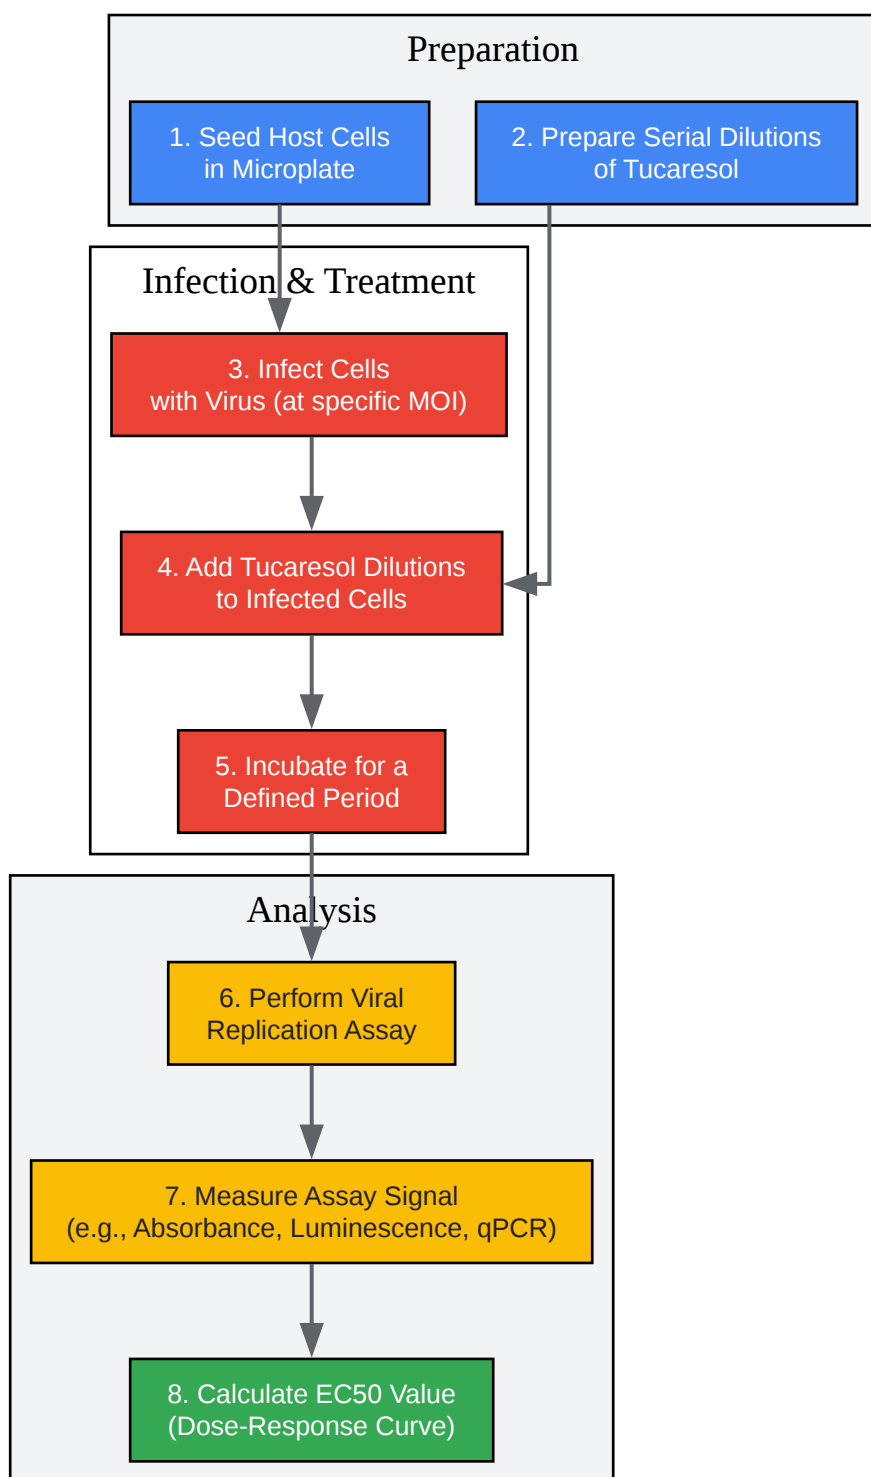 Preparation
1. Seed Host Cells
in Microplate
2. Prepare Serial Dilutions
of Tucaresol
Infection & Treatment
3. Infect Cells
with Virus (at specific MOI)
4. Add Tucaresol Dilutions
to Infected Cells
5. Incubate for a
Defined Period
Analysis
6. Perform Viral
Replication Assay
7. Measure Assay Signal
(e.g., Absorbance, Luminescence, qPCR)
8. Calculate EC50 Value
(Dose-Response Curve)